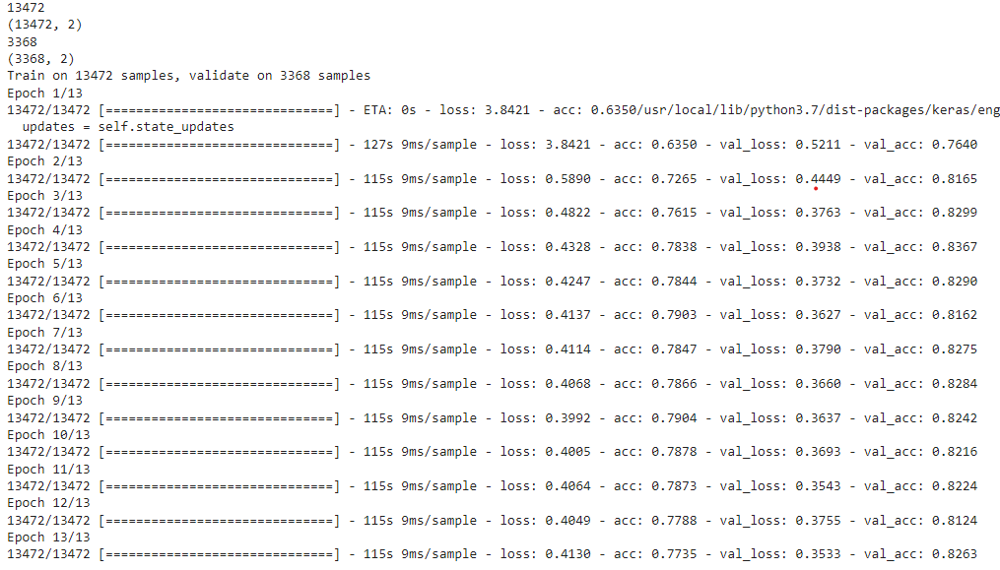 13472
(13472, 2)
3368
(3368, 2)
Train on 13472 samples, validate on 3368 samples
Epoch 1/13
13472/13472 [==============================] - ETA: 0s - loss: 3.8421 - acc: 0.6350/usr/local/lib/python3.7/dist-packages/keras/eng
  updates = self.state_updates
13472/13472 [==============================] - 127s 9ms/sample - loss: 3.8421 - acc: 0.6350 - val_loss: 0.5211 - val_acc: 0.7640
Epoch 2/13
13472/13472 [==============================] - 115s 9ms/sample - loss: 0.5890 - acc: 0.7265 - val_loss: 0.4449 - val_acc: 0.8165
Epoch 3/13
13472/13472 [==============================] - 115s 9ms/sample - loss: 0.4822 - acc: 0.7615 - val_loss: 0.3763 - val_acc: 0.8299
Epoch 4/13
13472/13472 [==============================] - 115s 9ms/sample - loss: 0.4328 - acc: 0.7838 - val_loss: 0.3938 - val_acc: 0.8367
Epoch 5/13
13472/13472 [==============================] - 115s 9ms/sample - loss: 0.4247 - acc: 0.7844 - val_loss: 0.3732 - val_acc: 0.8290
Epoch 6/13
13472/13472 [==============================] - 115s 9ms/sample - loss: 0.4137 - acc: 0.7903 - val_loss: 0.3627 - val_acc: 0.8162
Epoch 7/13
13472/13472 [==============================] - 115s 9ms/sample - loss: 0.4114 - acc: 0.7847 - val_loss: 0.3790 - val_acc: 0.8275
Epoch 8/13
13472/13472 [==============================] - 115s 9ms/sample - loss: 0.4068 - acc: 0.7866 - val_loss: 0.3660 - val_acc: 0.8284
Epoch 9/13
13472/13472 [==============================] - 115s 9ms/sample - loss: 0.3992 - acc: 0.7904 - val_loss: 0.3637 - val_acc: 0.8242
Epoch 10/13
13472/13472 [==============================] - 115s 9ms/sample - loss: 0.4005 - acc: 0.7878 - val_loss: 0.3693 - val_acc: 0.8216
Epoch 11/13
13472/13472 [==============================] - 115s 9ms/sample - loss: 0.4064 - acc: 0.7873 - val_loss: 0.3543 - val_acc: 0.8224
Epoch 12/13
13472/13472 [==============================] - 115s 9ms/sample - loss: 0.4049 - acc: 0.7788 - val_loss: 0.3755 - val_acc: 0.8124
Epoch 13/13
13472/13472 [==============================] - 115s 9ms/sample - loss: 0.4130 - acc: 0.7735 - val_loss: 0.3533 - val_acc: 0.8263